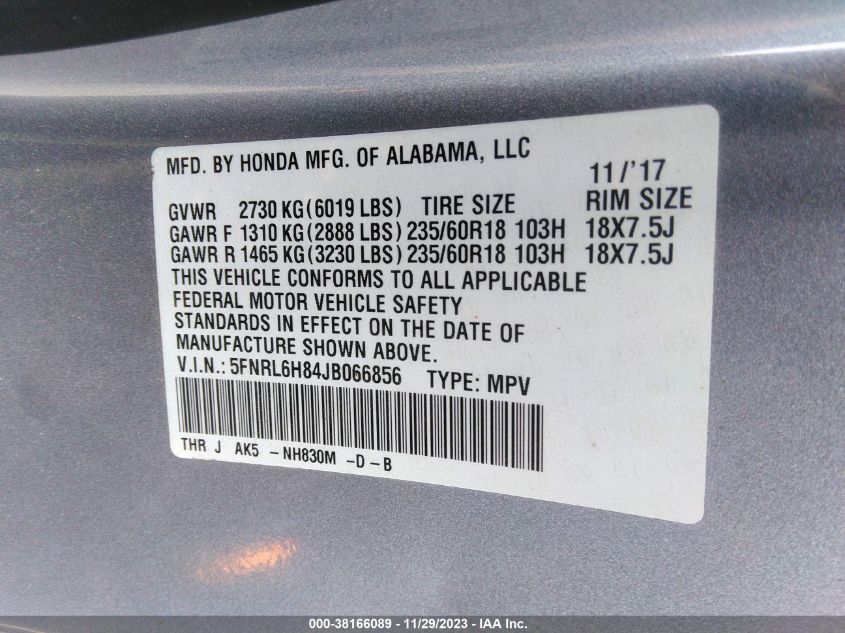 MFD. BY HONDA MFG. OF ALABAMA, LLC 11/'17
GVWR 2730 KG(6019 LBS) TIRE SIZE RIM SIZE
GAWR F 1310 KG(2888 LBS) 235/60R18 103H 18X7.5J
GAWR R 1465 KG(3230 LBS) 235/60R18 103H 18X7.5J
THIS VEHICLE CONFORMS TO ALL APPLICABLE
FEDERAL MOTOR VEHICLE SAFETY
STANDARDS IN EFFECT ON THE DATE OF
MANUFACTURE SHOWN ABOVE.
V.I.N.: 5FNRL6H84JB066856 TYPE: MPV
THR J AK5 -NH830M -D-B
000-38166089 - 11/29/2023 - IAA Inc.